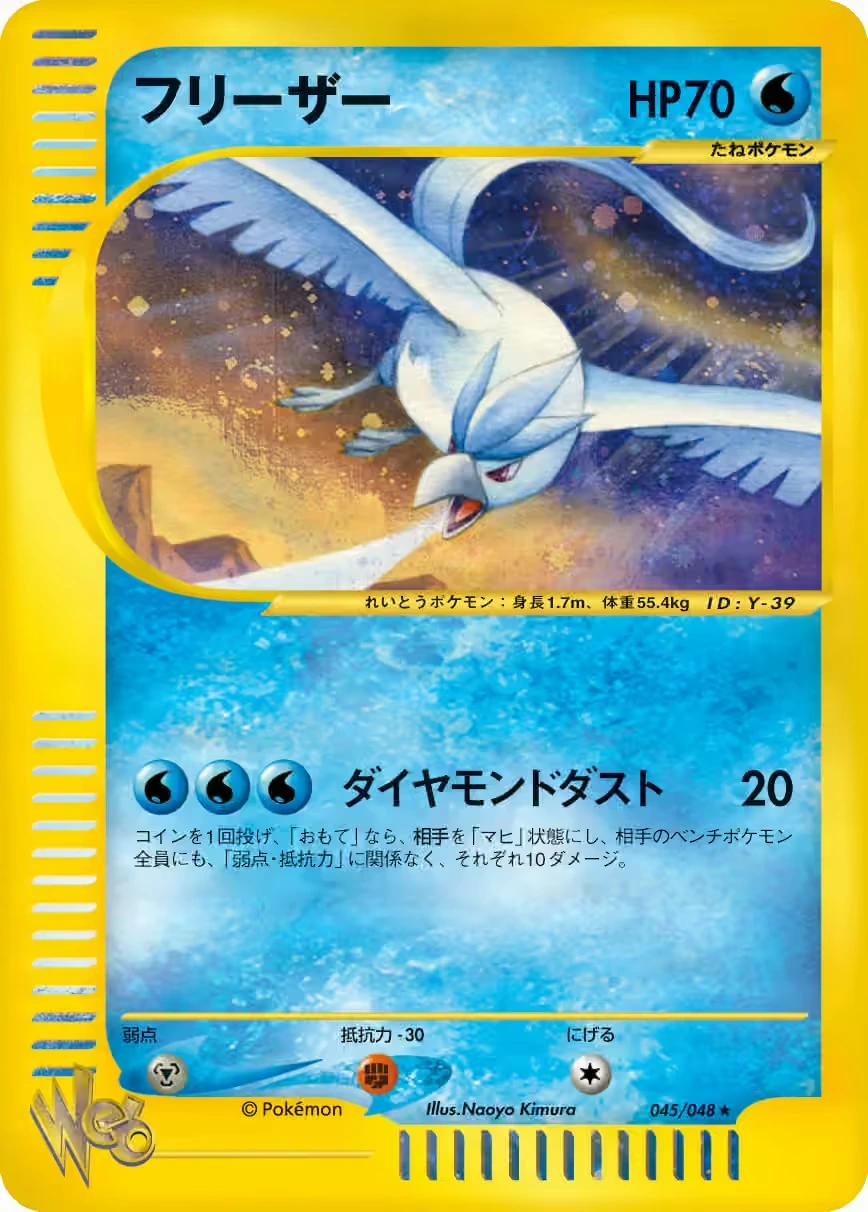 フリーザー HP70
たねポケモン
れいとうポケモン：身長1.7m、体重55.4kg ID：Y-39
ダイヤモンドダスト 20
コインを1回投げ、「おもて」なら、相手を「マヒ」状態にし、相手のベンチポケモン
全員にも、「弱点・抵抗力」に関係なく、それぞれ10ダメージ。
弱点 抵抗力 -30 にげる
© Pokémon Illus.Naoyo Kimura 045/048 ★
Web